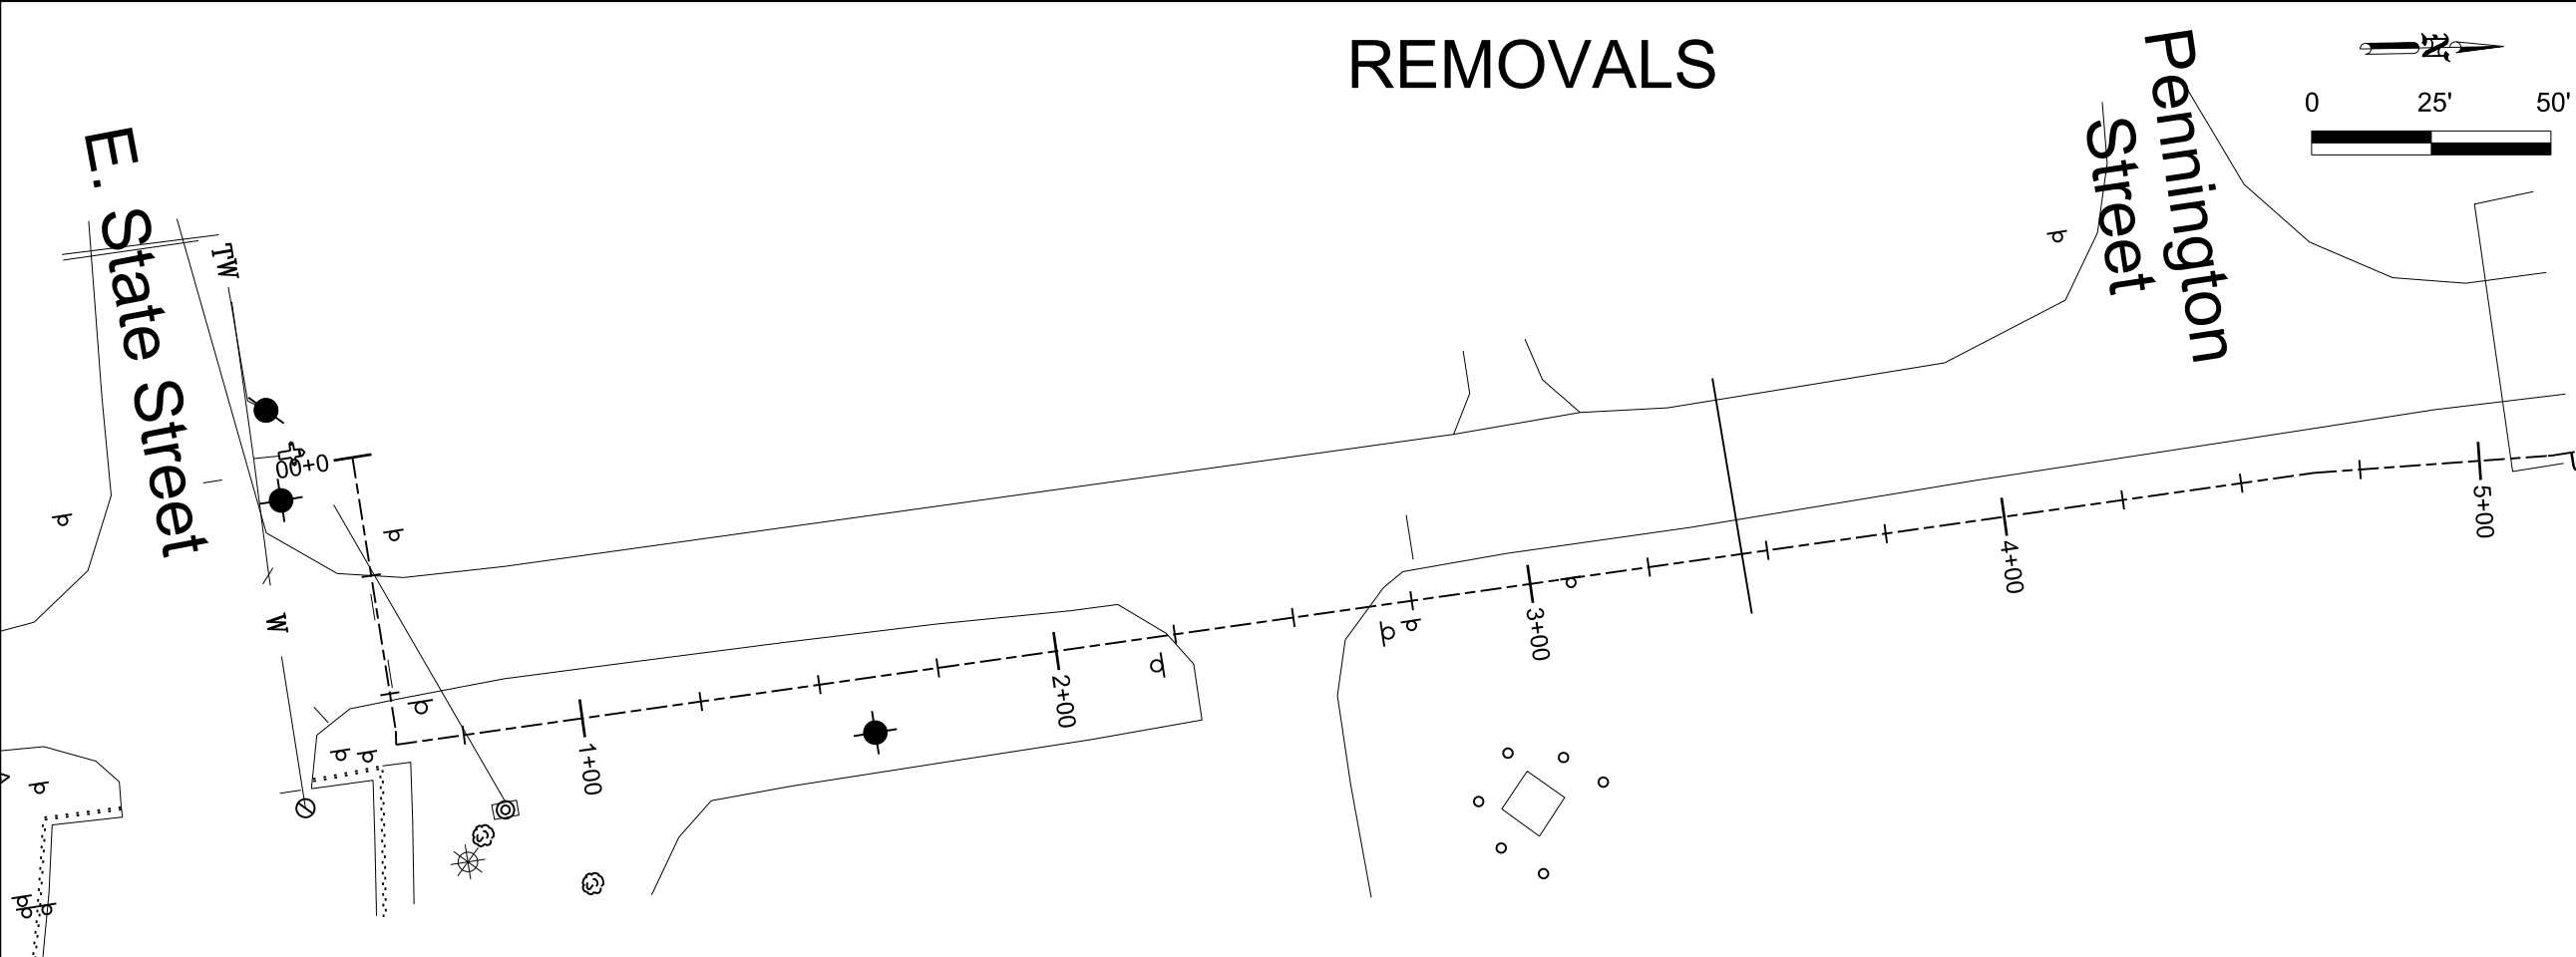 REMOVALS
N
0 25' 50'
E. State Street
Pennington
Street
TW
0+00
W
1+00
2+00
3+00
4+00
5+00